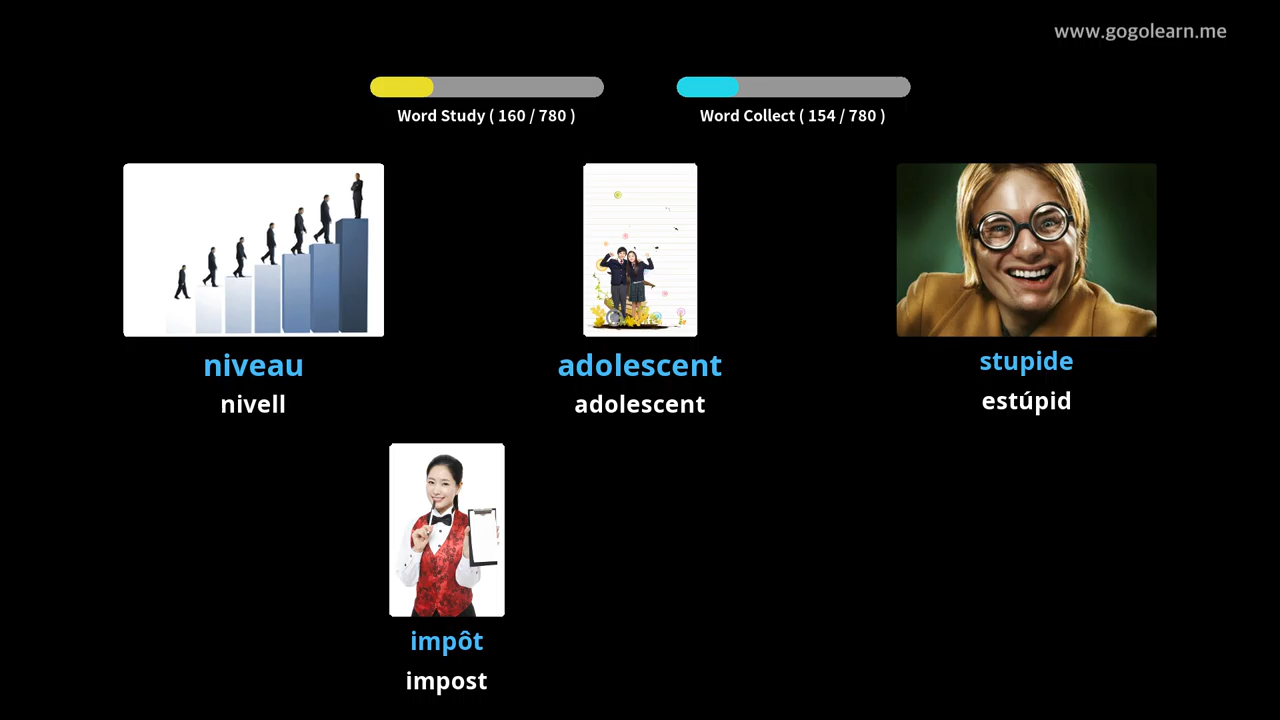 www.gogolearn.me
Word Study ( 160 / 780 )
Word Collect ( 154 / 780 )
niveau
nivell
adolescent
adolescent
stupide
estúpid
impôt
impost